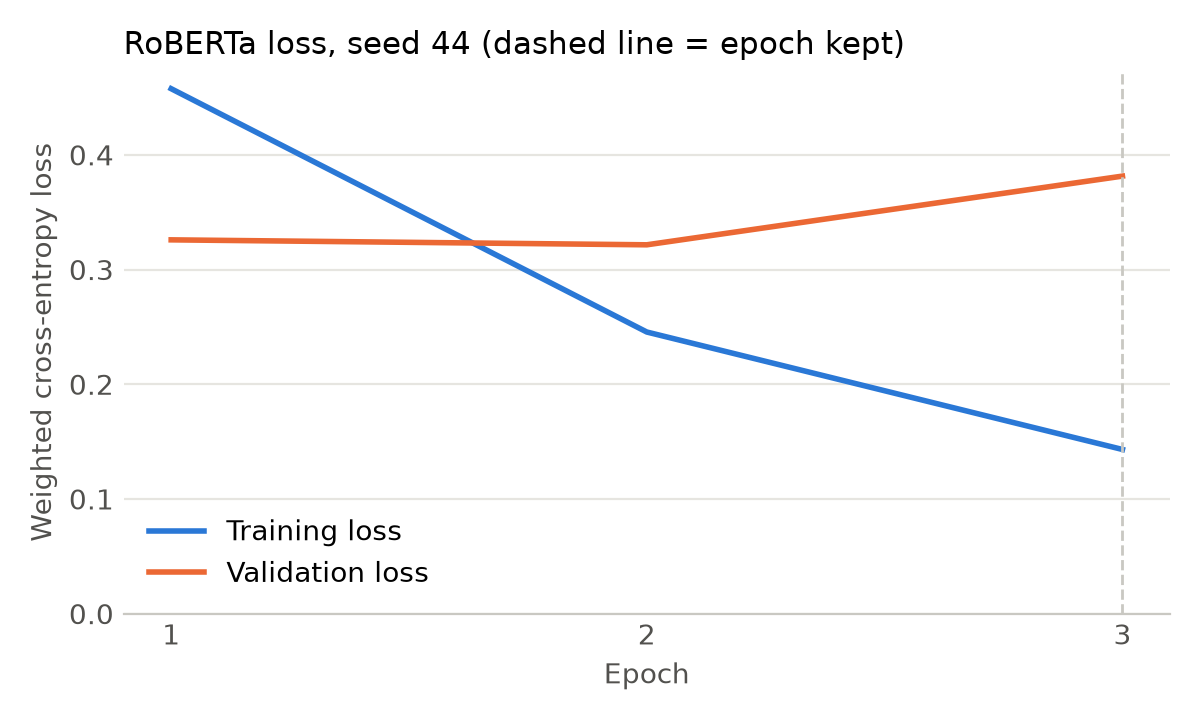 RoBERTa loss, seed 44 (dashed line = epoch kept)
Weighted cross-entropy loss
0.4
0.3
0.2
0.1
0.0
Training loss
Validation loss
1
2
3
Epoch